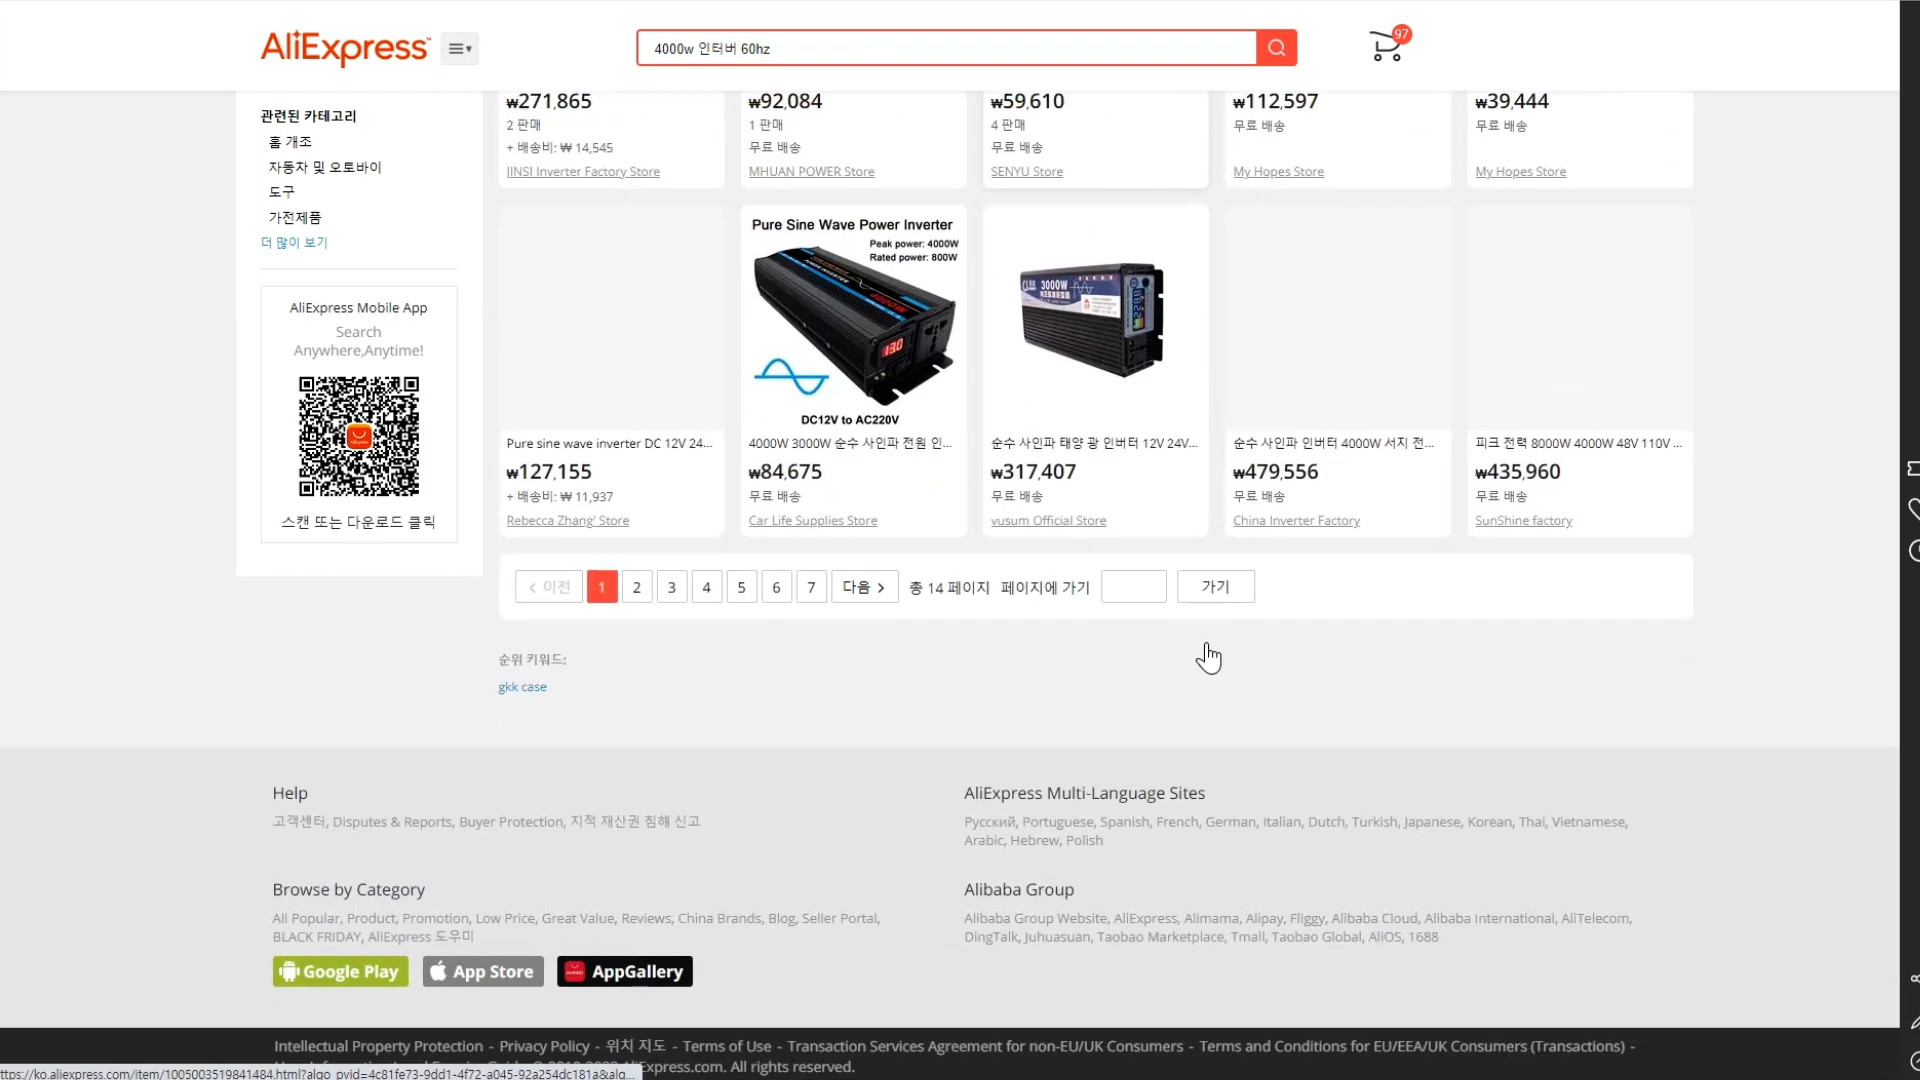 AliExpress™
4000w 인터버 60hz
97
관련된 카테고리
홈 개조
자동차 및 오토바이
도구
가전제품
더 많이 보기
AliExpress Mobile App
Search
Anywhere,Anytime!
스캔 또는 다운로드 클릭
₩271,865
2 판매
+ 배송비: ₩ 14,545
JINSI Inverter Factory Store
₩92,084
1 판매
무료 배송
MHUAN POWER Store
₩59,610
4 판매
무료 배송
SENYU Store
₩112,597
무료 배송
My Hopes Store
₩39,444
무료 배송
My Hopes Store
Pure sine wave inverter DC 12V 24...
₩127,155
+ 배송비: ₩ 11,937
Rebecca Zhang' Store
Pure Sine Wave Power Inverter
Peak power: 4000W
Rated power: 800W
DC12V to AC220V
4000W 3000W 순수 사인파 전원 인...
₩84,675
무료 배송
Car Life Supplies Store
3000W
순수 사인파 태양 광 인버터 12V 24V...
₩317,407
무료 배송
vusum Official Store
순수 사인파 인버터 4000W 서지 전...
₩479,556
무료 배송
China Inverter Factory
피크 전력 8000W 4000W 48V 110V ...
₩435,960
무료 배송
SunShine factory
이전 1 2 3 4 5 6 7 다음 총 14 페이지 페이지에 가기 가기
순위 키워드:
gkk case
Help
고객센터, Disputes & Reports, Buyer Protection, 지적 재산권 침해 신고
AliExpress Multi-Language Sites
Русский, Portuguese, Spanish, French, German, Italian, Dutch, Turkish, Japanese, Korean, Thai, Vietnamese,
Arabic, Hebrew, Polish
Browse by Category
All Popular, Product, Promotion, Low Price, Great Value, Reviews, China Brands, Blog, Seller Portal,
BLACK FRIDAY, AliExpress 도우미
Alibaba Group
Alibaba Group Website, AliExpress, Alimama, Alipay, Fliggy, Alibaba Cloud, Alibaba International, AliTelecom,
DingTalk, Juhuasuan, Taobao Marketplace, Tmall, Taobao Global, AliOS, 1688
Google Play
App Store
AppGallery
Intellectual Property Protection - Privacy Policy - 위치 지도 - Terms of Use - Transaction Services Agreement for non-EU/UK Consumers - Terms and Conditions for EU/EEA/UK Consumers (Transactions) -
Express.com. All rights reserved.
ttps://ko.aliexpress.com/item/1005003519841484.html?algo_pvid=4c81fe73-9dd1-4f72-a045-92a254dc181a&alg...